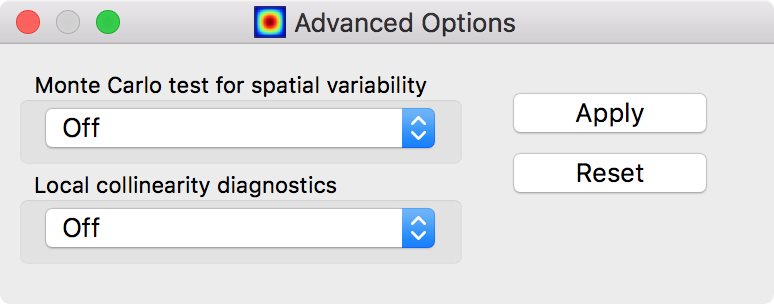 Advanced Options
Monte Carlo test for spatial variability
Off
Apply
Reset
Local collinearity diagnostics
Off